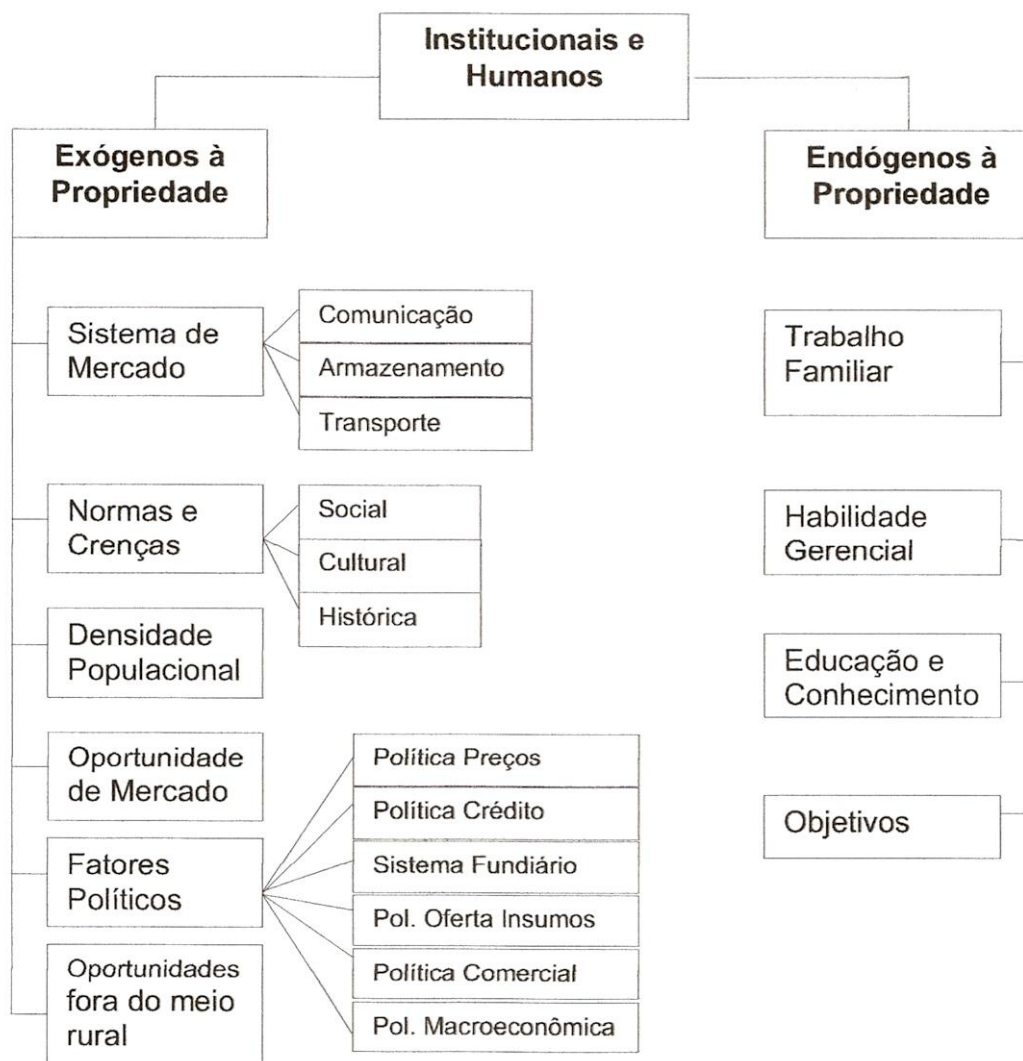 Institucionais e
Humanos
Exógenos à
Propriedade
Endógenos à
Propriedade
Sistema de
Mercado
Comunicação
Armazenamento
Transporte
Trabalho
Familiar
Normas e
Crenças
Social
Cultural
Histórica
Habilidade
Gerencial
Densidade
Populacional
Educação e
Conhecimento
Oportunidade
de Mercado
Fatores
Políticos
Política Preços
Política Crédito
Sistema Fundiário
Pol. Oferta Insumos
Política Comercial
Pol. Macroeconômica
Objetivos
Oportunidades
fora do meio
rural